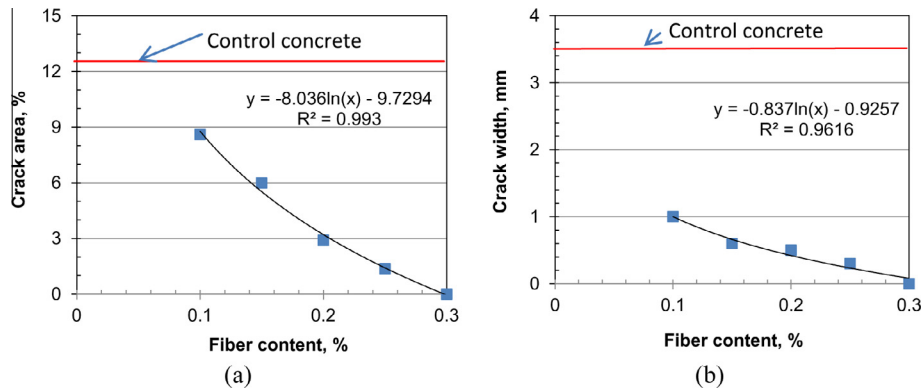 15
12
9
6
3
0
Crack area, %
Control concrete
y = -8.036ln(x) - 9.7294
R² = 0.993
0 0.1 0.2 0.3
Fiber content, %
(a)
4
3
2
1
0
Crack width, mm
Control concrete
y = -0.837ln(x) - 0.9257
R² = 0.9616
0 0.1 0.2 0.3
Fiber content, %
(b)